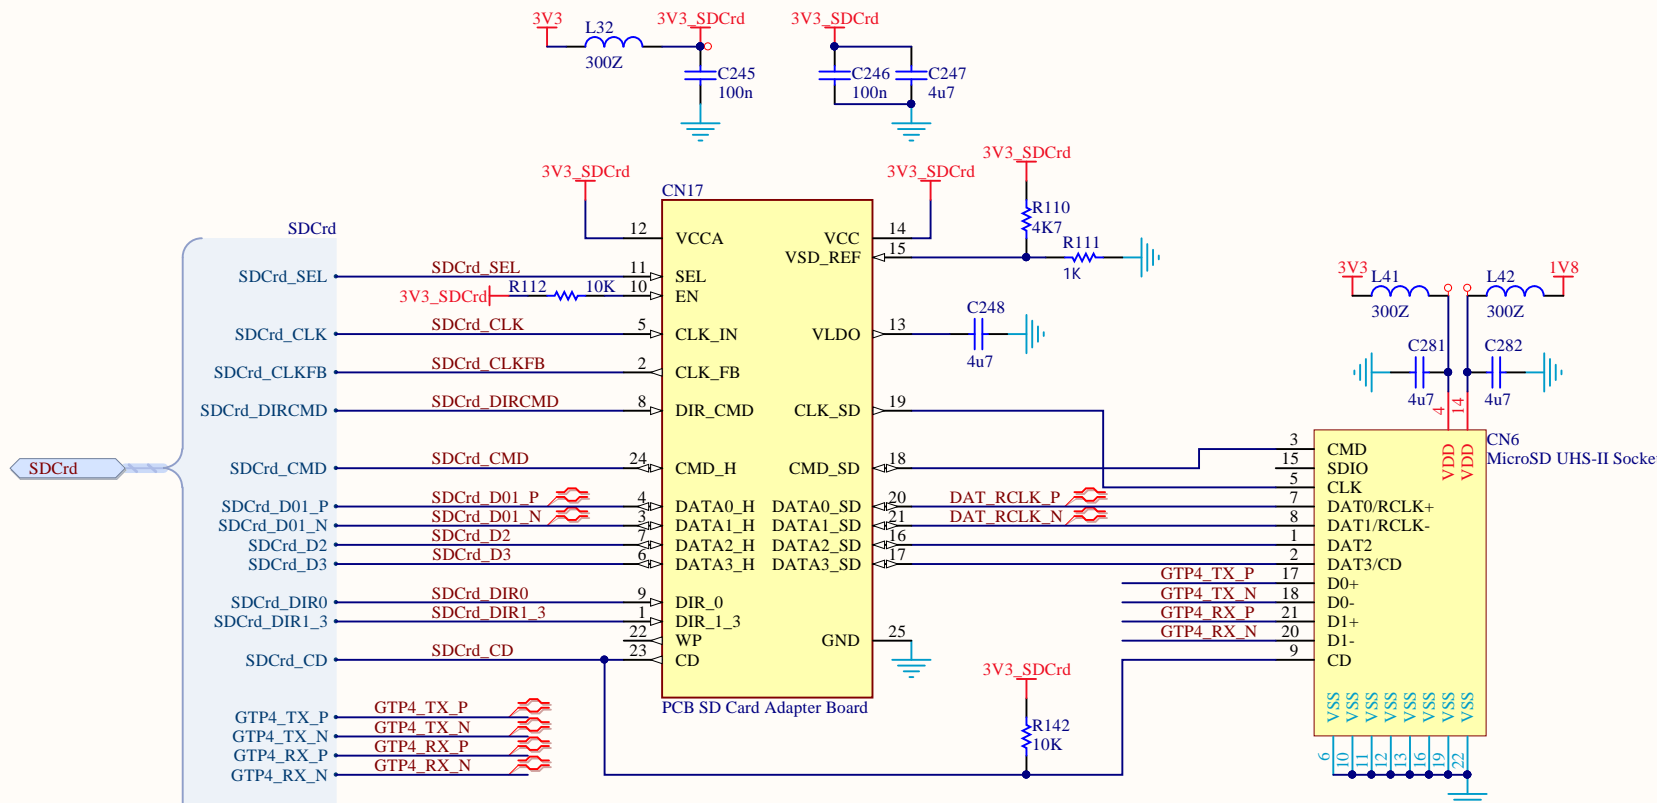 3V3 L32 3V3_SDCrd 3V3_SDCrd
300Z
C245 C246 C247
100n 100n 4u7
3V3_SDCrd
3V3_SDCrd 3V3_SDCrd
CN17
R110
4K7
SDCrd
12 VCCA VCC 14
R111
VSD_REF 15
1K
SDCrd_SEL SDCrd_SEL 11 SEL
3V3_SDCrd R112 10K 10 EN
3V3 L41 L42 1V8
300Z 300Z
C248
SDCrd_CLK SDCrd_CLK 5 CLK_IN VLDO 13
4u7
C281 C282
SDCrd_CLKFB SDCrd_CLKFB 2 CLK_FB
4u7 4u7
SDCrd_DIRCMD SDCrd_DIRCMD 8 DIR_CMD CLK_SD 19
4 14
VDD VDD
CN6
MicroSD UHS-II Socke
3 CMD
SDCrd SDCrd_CMD SDCrd_CMD 24 CMD_H CMD_SD 18 15 SDIO
5 CLK
SDCrd_D01_P SDCrd_D01_P 4 DATA0_H DATA0_SD 20 DAT_RCLK_P 7 DAT0/RCLK+
SDCrd_D01_N SDCrd_D01_N 3 DATA1_H DATA1_SD 21 DAT_RCLK_N 8 DAT1/RCLK-
SDCrd_D2 SDCrd_D2 7 DATA2_H DATA2_SD 16 1 DAT2
SDCrd_D3 SDCrd_D3 6 DATA3_H DATA3_SD 17 2 DAT3/CD
GTP4_TX_P 17 D0+
SDCrd_DIR0 SDCrd_DIR0 9 DIR_0 GTP4_TX_N 18 D0-
SDCrd_DIR1_3 SDCrd_DIR1_3 1 DIR_1_3 GTP4_RX_P 21 D1+
22 WP GND 25 GTP4_RX_N 20 D1-
SDCrd_CD SDCrd_CD 23 CD 9 CD
3V3_SDCrd
PCB SD Card Adapter Board
VSS VSS VSS VSS VSS VSS VSS VSS
R142
10K
GTP4_TX_P GTP4_TX_P
GTP4_TX_N GTP4_TX_N
GTP4_RX_P GTP4_RX_P
GTP4_RX_N GTP4_RX_N
6 10 11 12 13 16 19 22